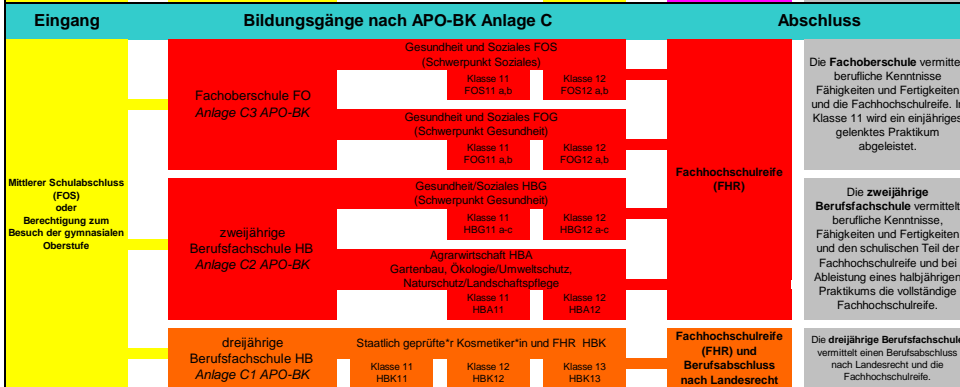 Eingang
Bildungsgänge nach APO-BK Anlage C
Abschluss
Mittlerer Schulabschluss
(FOS)
oder
Berechtigung zum
Besuch der gymnasialen
Oberstufe
Fachoberschule FO
Anlage C3 APO-BK
Gesundheit und Soziales FOS
(Schwerpunkt Soziales)
Klasse 11
FOS11 a,b
Klasse 12
FOS12 a,b
Gesundheit und Soziales FOG
(Schwerpunkt Gesundheit)
Klasse 11
FOG11 a,b
Klasse 12
FOG12 a,b
zweijährige
Berufsfachschule HB
Anlage C2 APO-BK
Gesundheit/Soziales HBG
(Schwerpunkt Gesundheit)
Klasse 11
HBG11 a-c
Klasse 12
HBG12 a-c
Agrarwirtschaft HBA
Gartenbau, Ökologie/Umweltschutz,
Naturschutz/Landschaftspflege
Klasse 11
HBA11
Klasse 12
HBA12
Fachhochschulreife
(FHR)
Die Fachoberschule vermittel
berufliche Kenntnisse
Fähigkeiten und Fertigkeiten
und die Fachhochschulreife. In
Klasse 11 wird ein einjähriges
gelenktes Praktikum
abgeleistet.
Die zweijährige
Berufsfachschule vermittelt
berufliche Kenntnisse,
Fähigkeiten und Fertigkeiten
und den schulischen Teil der
Fachhochschulreife und bei
Ableistung eines halbjährigen
Praktikums die vollständige
Fachhochschulreife.
dreijährige
Berufsfachschule HB
Anlage C1 APO-BK
Staatlich geprüfte*r Kosmetiker*in und FHR HBK
Klasse 11
HBK11
Klasse 12
HBK12
Klasse 13
HBK13
Fachhochschulreife
(FHR) und
Berufsabschluss
nach Landesrecht
Die dreijährige Berufsfachschule
vermittelt einen Berufsabschluss
nach Landesrecht und die
Fachhochschulreife.